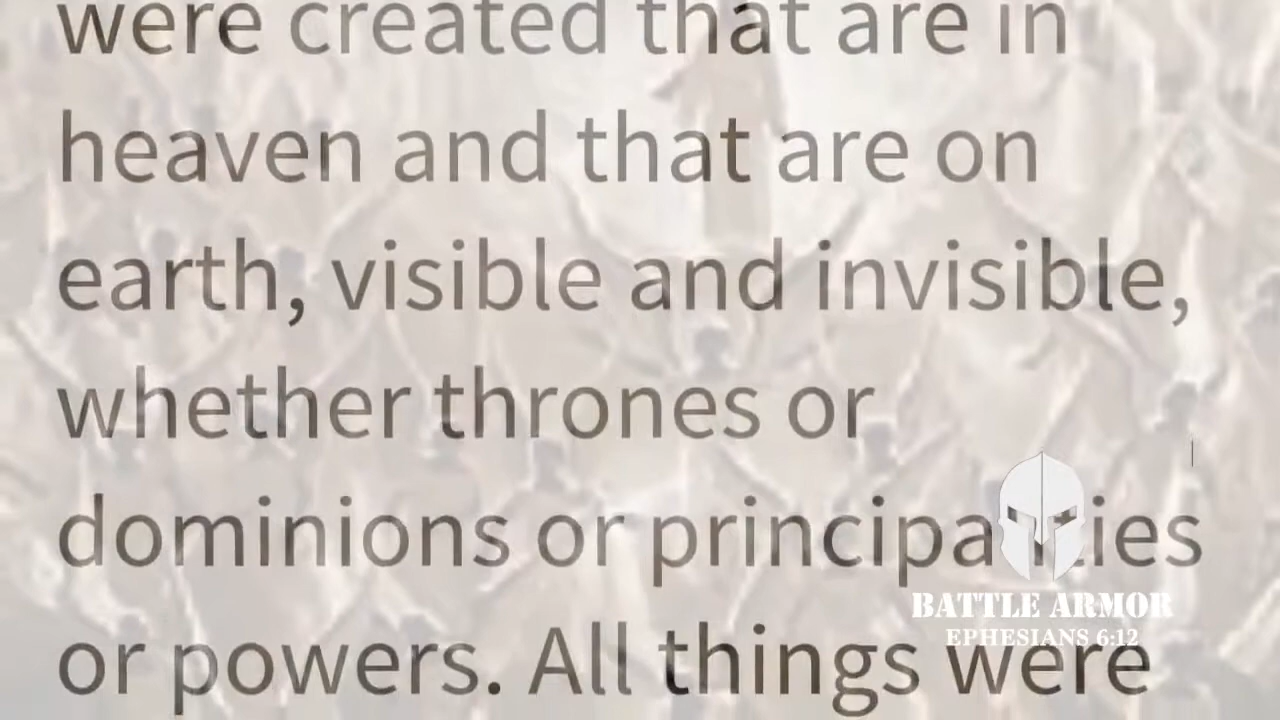 were created that are in
heaven and that are on
earth, visible and invisible,
whether thrones or
dominions or principalities
or powers. All things were
BATTLE ARMOR
EPHESIANS 6:12